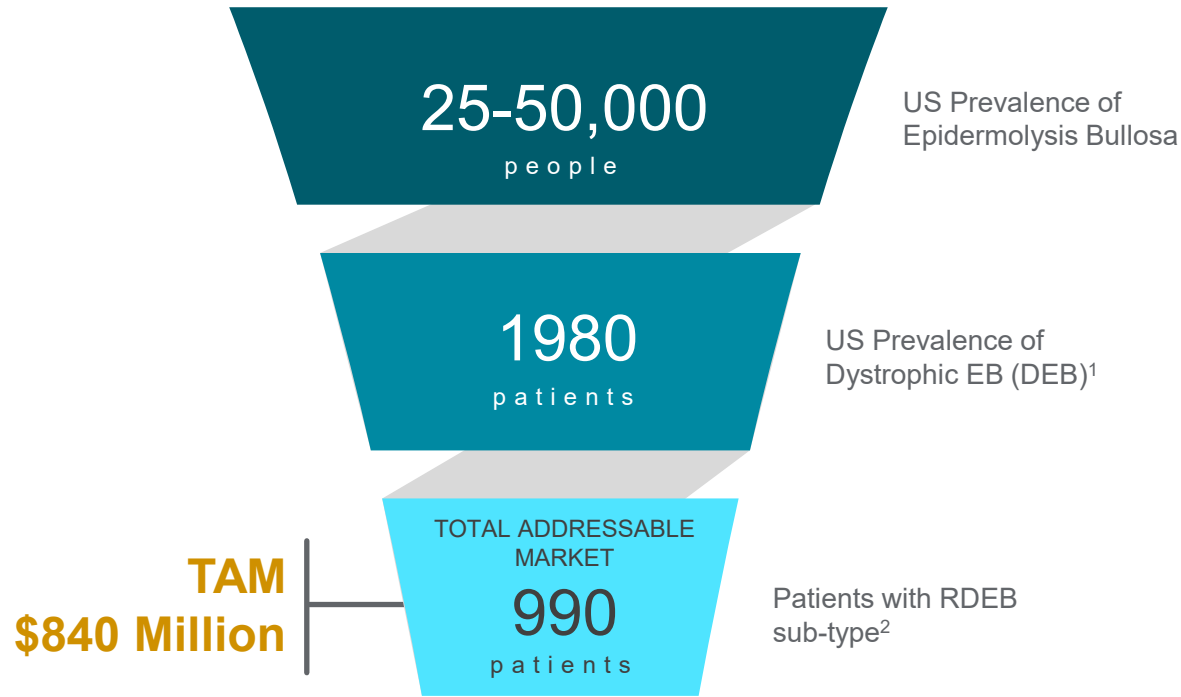 25-50,000
people
US Prevalence of
Epidermolysis Bullosa
1980
patients
US Prevalence of
Dystrophic EB (DEB)¹
TOTAL ADDRESSABLE
MARKET
990
patients
TAM
$840 Million
Patients with RDEB
sub-type²